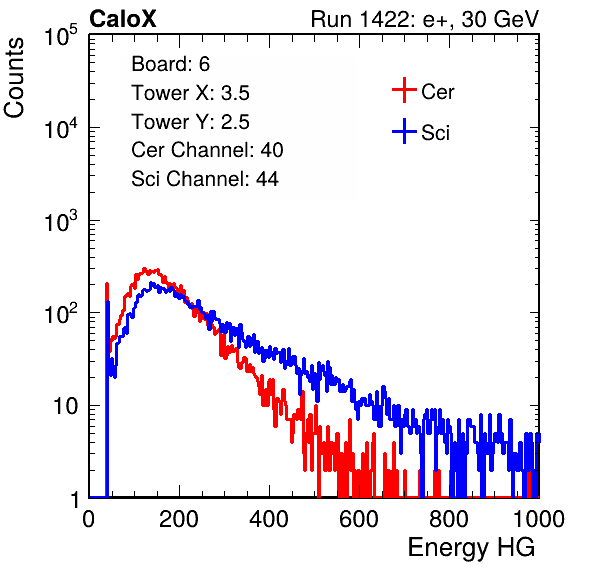 CaloX Run 1422: e+, 30 GeV
Board: 6
Tower X: 3.5
Tower Y: 2.5
Cer Channel: 40
Sci Channel: 44
Cer
Sci
Counts
10^5
10^4
10^3
10^2
10
1
0 200 400 600 800 1000
Energy HG